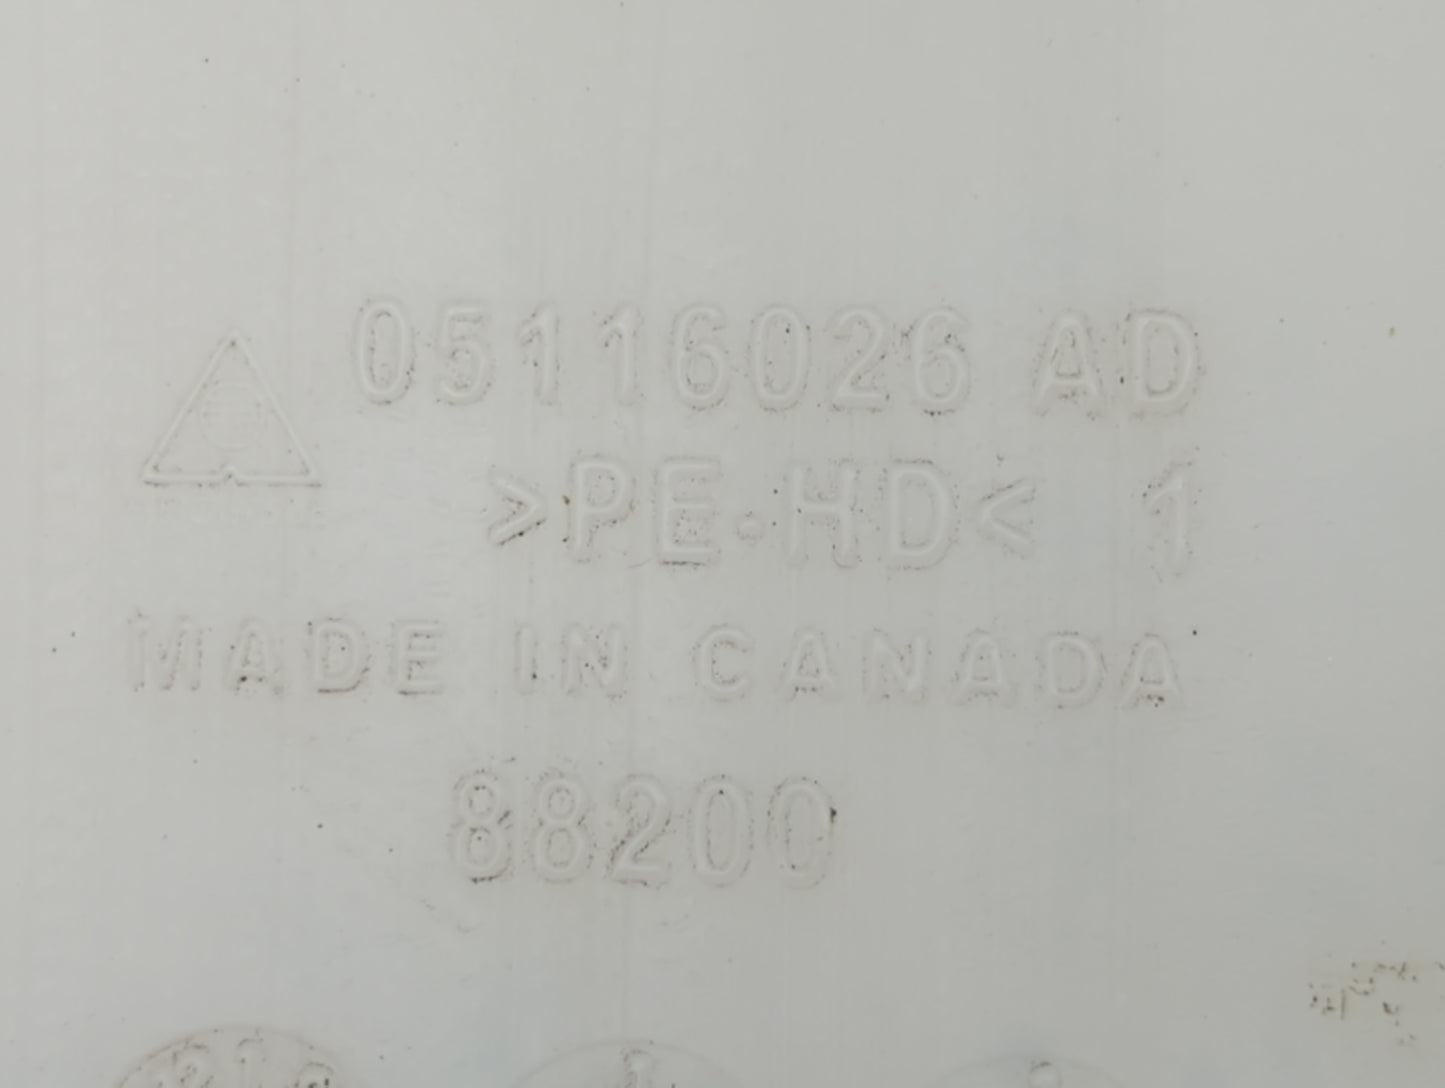 05116026 AD
>PE·HD< 1
MADE IN CANADA
88200